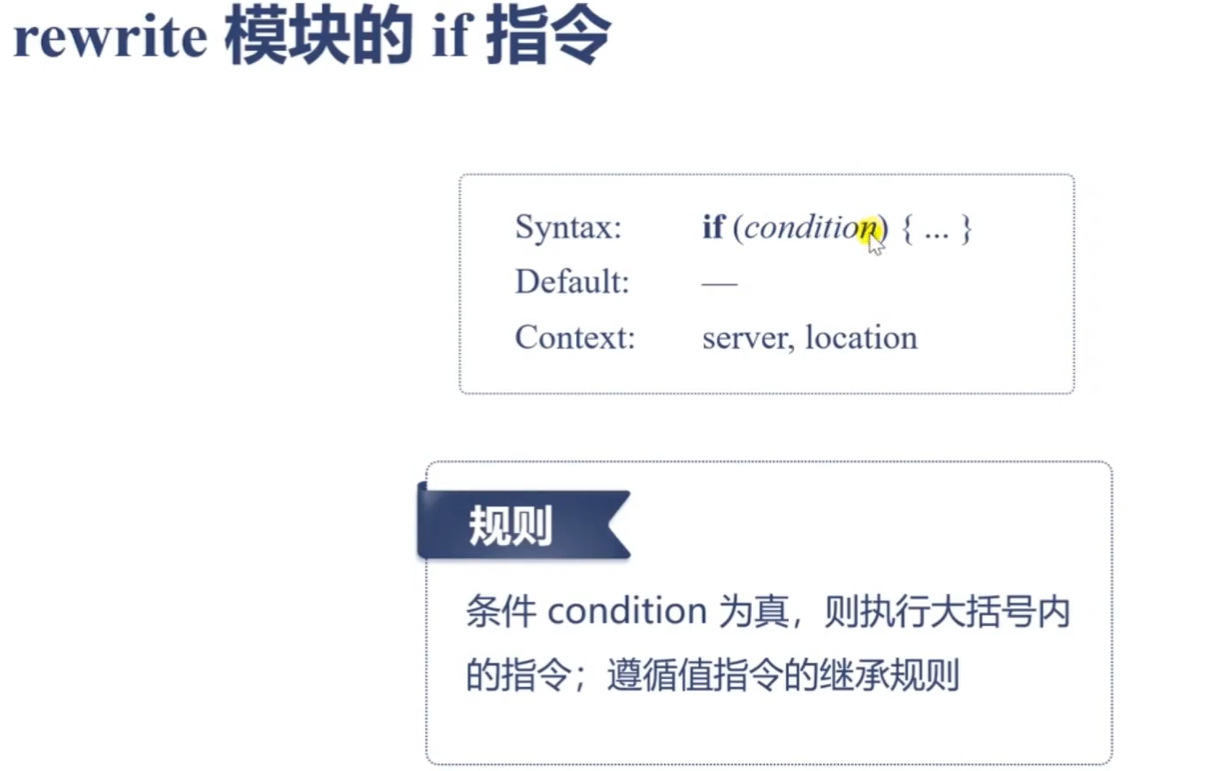 rewrite 模块的 if 指令
Syntax: if (condition) { ... }
Default: —
Context: server, location
规则
条件 condition 为真，则执行大括号内
的指令；遵循值指令的继承规则